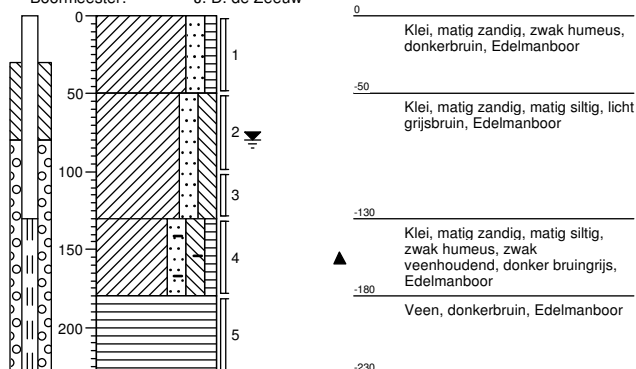 Boormeester: J. D. de Zeeuw
0
50
100
150
200
1
2
3
4
5
0
Klei, matig zandig, zwak humeus,
donkerbruin, Edelmanboor
-50
Klei, matig zandig, matig siltig, licht
grijsbruin, Edelmanboor
-130
Klei, matig zandig, matig siltig,
zwak humeus, zwak
veenhoudend, donker bruingrijs,
Edelmanboor
-180
Veen, donkerbruin, Edelmanboor
-230